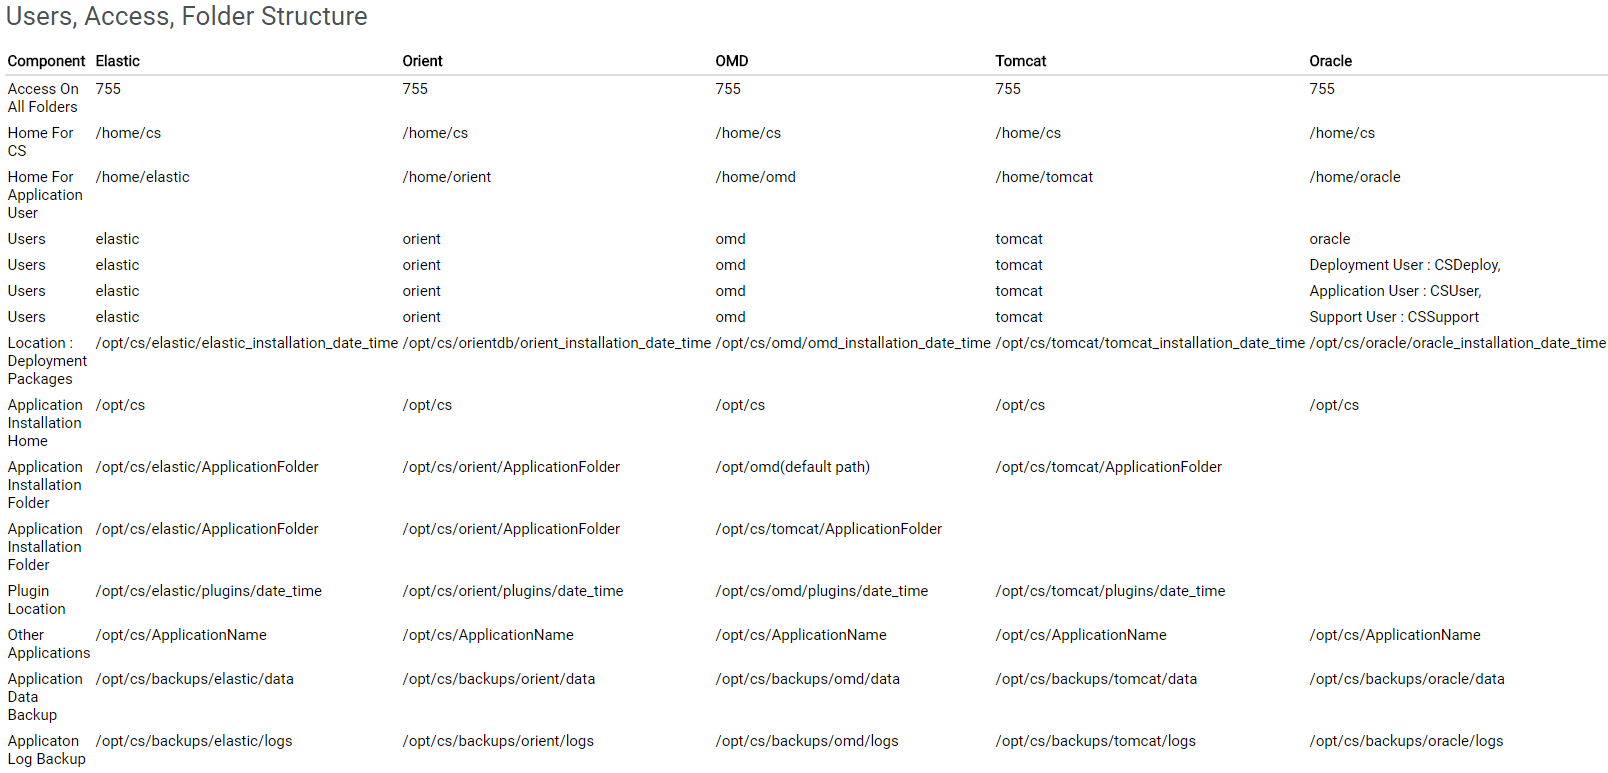 Users, Access, Folder Structure
Component Elastic Orient OMD Tomcat Oracle
Access On 755 755 755 755 755
All Folders
Home For /home/cs /home/cs /home/cs /home/cs /home/cs
CS
Home For /home/elastic /home/orient /home/omd /home/tomcat /home/oracle
Application
User
Users elastic orient omd tomcat oracle
Users elastic orient omd tomcat Deployment User : CSDeploy,
Users elastic orient omd tomcat Application User : CSUser,
Users elastic orient omd tomcat Support User : CSSupport
Location : /opt/cs/elastic/elastic_installation_date_time /opt/cs/orientdb/orient_installation_date_time /opt/cs/omd/omd_installation_date_time /opt/cs/tomcat/tomcat_installation_date_time /opt/cs/oracle/oracle_installation_date_time
Deployment
Packages
Application /opt/cs /opt/cs /opt/cs /opt/cs /opt/cs
Installation
Home
Application /opt/cs/elastic/ApplicationFolder /opt/cs/orient/ApplicationFolder /opt/omd(default path) /opt/cs/tomcat/ApplicationFolder
Installation
Folder
Application /opt/cs/elastic/ApplicationFolder /opt/cs/orient/ApplicationFolder /opt/cs/tomcat/ApplicationFolder
Installation
Folder
Plugin /opt/cs/elastic/plugins/date_time /opt/cs/orient/plugins/date_time /opt/cs/omd/plugins/date_time /opt/cs/tomcat/plugins/date_time
Location
Other /opt/cs/ApplicationName /opt/cs/ApplicationName /opt/cs/ApplicationName /opt/cs/ApplicationName /opt/cs/ApplicationName
Applications
Application /opt/cs/backups/elastic/data /opt/cs/backups/orient/data /opt/cs/backups/omd/data /opt/cs/backups/tomcat/data /opt/cs/backups/oracle/data
Data
Backup
Applicaton /opt/cs/backups/elastic/logs /opt/cs/backups/orient/logs /opt/cs/backups/omd/logs /opt/cs/backups/tomcat/logs /opt/cs/backups/oracle/logs
Log Backup